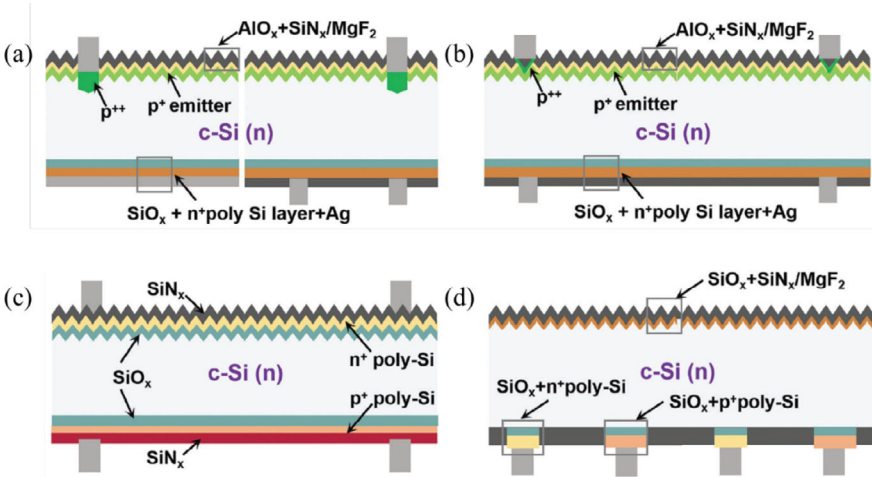 (a)
AlOₓ+SiNₓ/MgF₂
p⁺⁺
p⁺ emitter
c-Si (n)
SiOₓ + n⁺poly Si layer+Ag
(b)
AlOₓ+SiNₓ/MgF₂
p⁺⁺
p⁺ emitter
c-Si (n)
SiOₓ + n⁺poly Si layer+Ag
(c)
SiNₓ
n⁺ poly-Si
SiOₓ
c-Si (n)
p⁺ poly-Si
SiNₓ
(d)
SiOₓ+SiNₓ/MgF₂
c-Si (n)
SiOₓ+n⁺poly-Si
SiOₓ+p⁺poly-Si